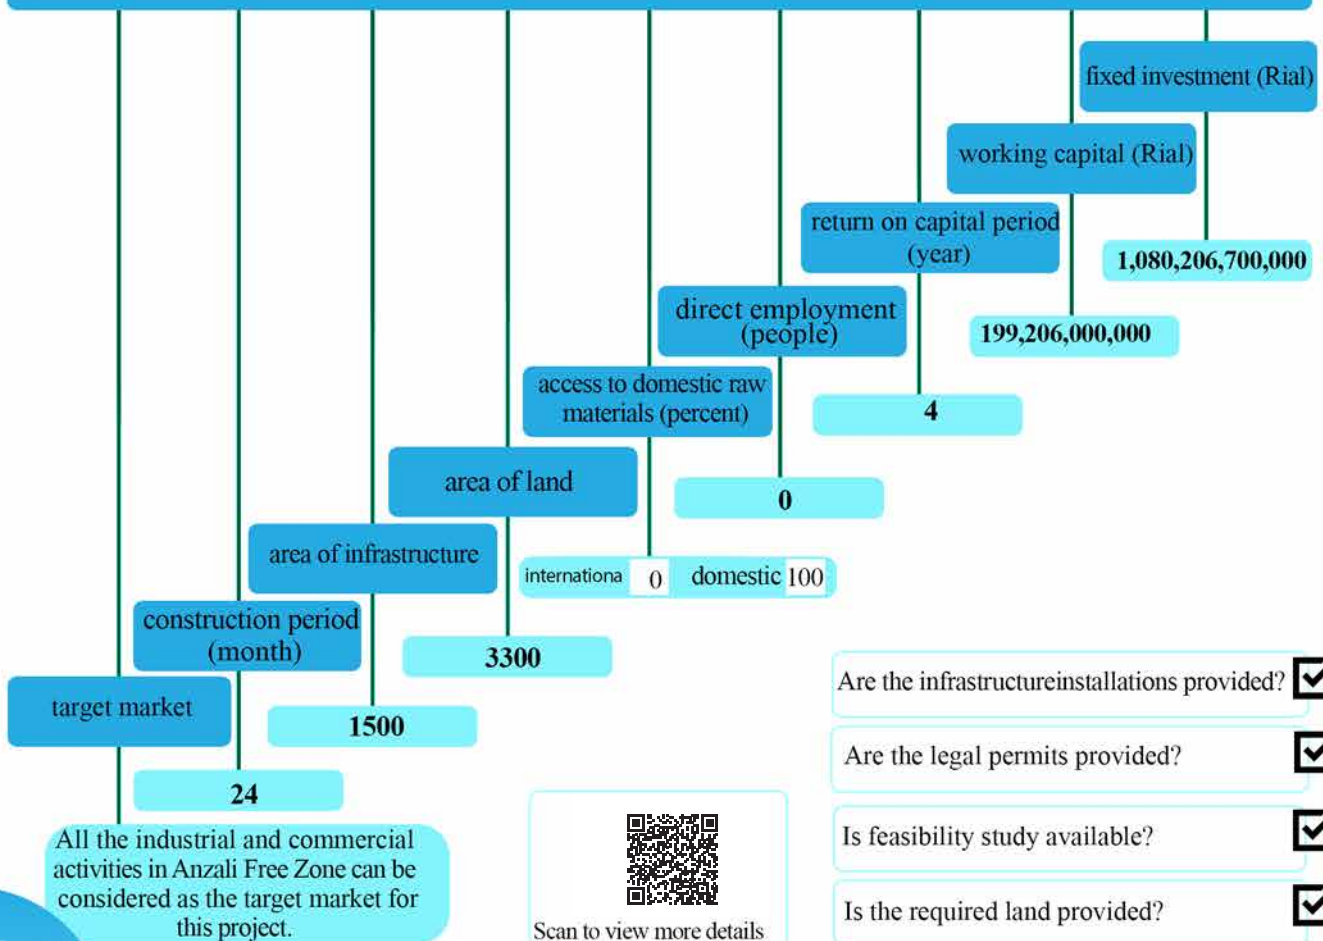 fixed investment (Rial)
1,080,206,700,000
working capital (Rial)
199,206,000,000
return on capital period
(year)
4
direct employment
(people)
0
access to domestic raw
materials (percent)
internationa 0 domestic 100
area of land
3300
area of infrastructure
1500
construction period
(month)
24
target market
All the industrial and commercial
activities in Anzali Free Zone can be
considered as the target market for
this project.
Scan to view more details
Are the infrastructureinstallations provided?
Are the legal permits provided?
Is feasibility study available?
Is the required land provided?